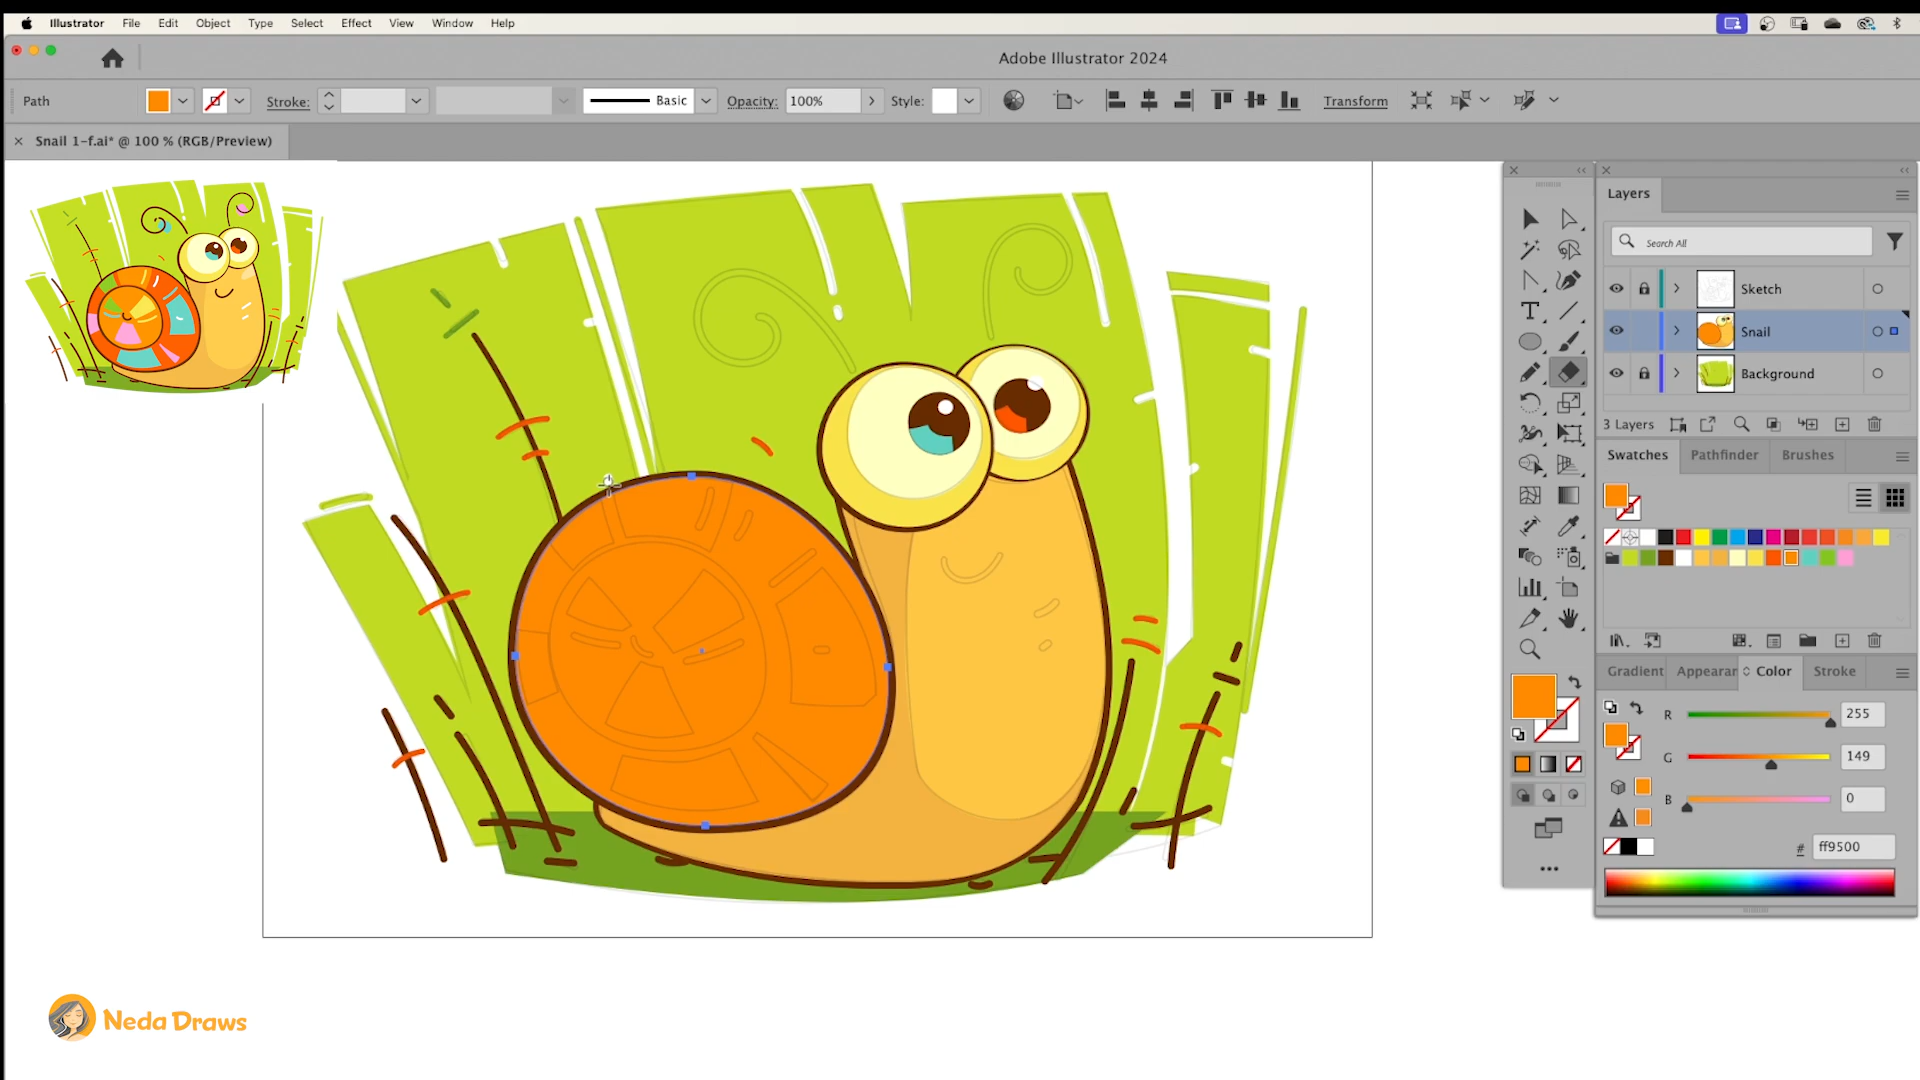 Illustrator File Edit Object Type Select Effect View Window Help
Adobe Illustrator 2024
Path Stroke: Basic Opacity: 100% Style: Transform
Snail 1-f.ai* @ 100 % (RGB/Preview)
Layers
Search All
Sketch
Snail
Background
3 Layers
Swatches Pathfinder Brushes
Gradient Appearar Color Stroke
R 255
G 149
B 0
# ff9500
Neda Draws